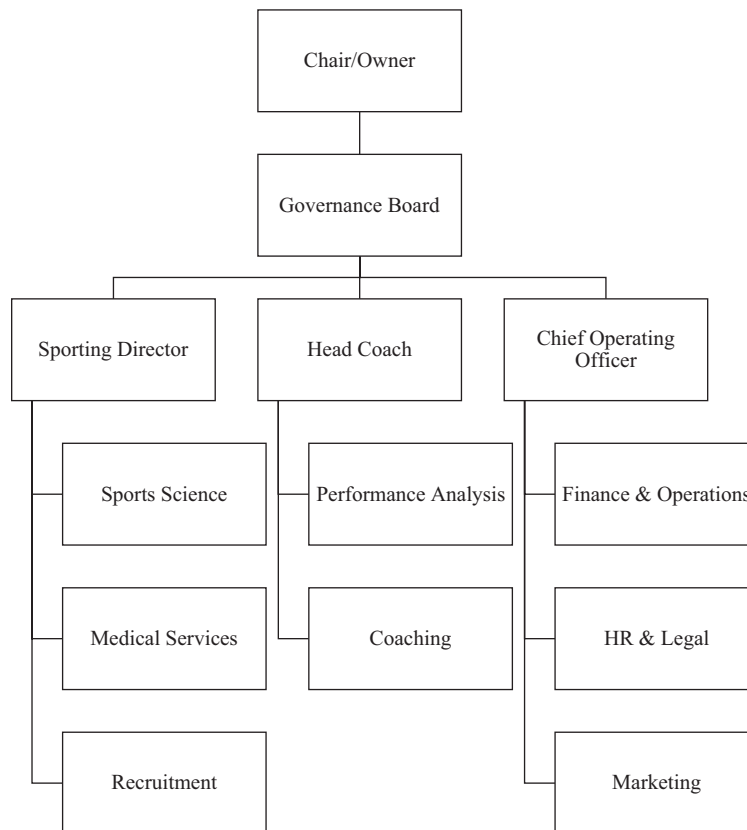 Chair/Owner
Governance Board
Sporting Director
Head Coach
Chief Operating
Officer
Sports Science
Performance Analysis
Finance & Operations
Medical Services
Coaching
HR & Legal
Recruitment
Marketing